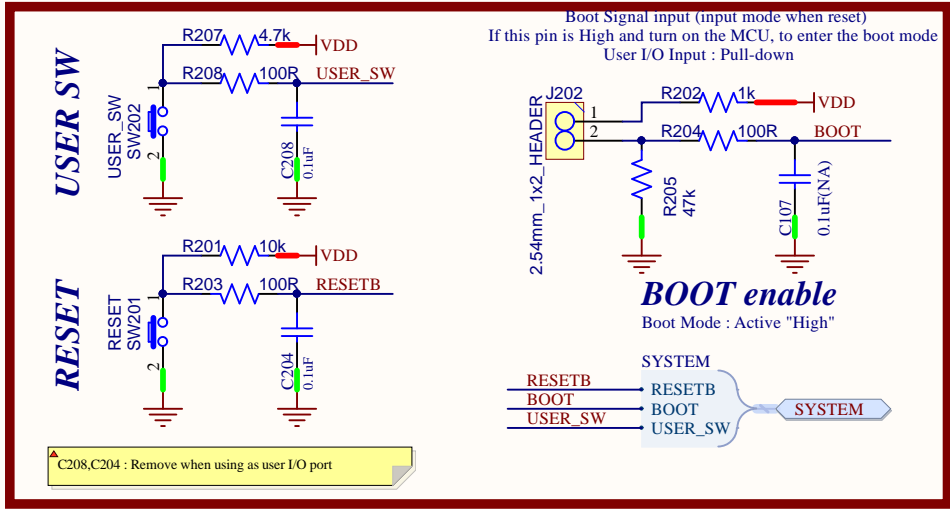 USER SW
R207
4.7k
VDD
R208
100R
USER_SW
1
2
USER_SW
SW202
C208
0.1uF
RESET
R201
10k
VDD
R203
100R
RESETB
1
2
RESET
SW201
C204
0.1uF
C208,C204 : Remove when using as user I/O port
Boot Signal input (input mode when reset)
If this pin is High and turn on the MCU, to enter the boot mode
User I/O Input : Pull-down
J202
1
2
2.54mm_1x2_HEADER
R202
1k
VDD
R204
100R
BOOT
R205
47k
C107
0.1uF(NA)
BOOT enable
Boot Mode : Active "High"
SYSTEM
RESETB
RESETB
BOOT
BOOT
USER_SW
USER_SW
SYSTEM